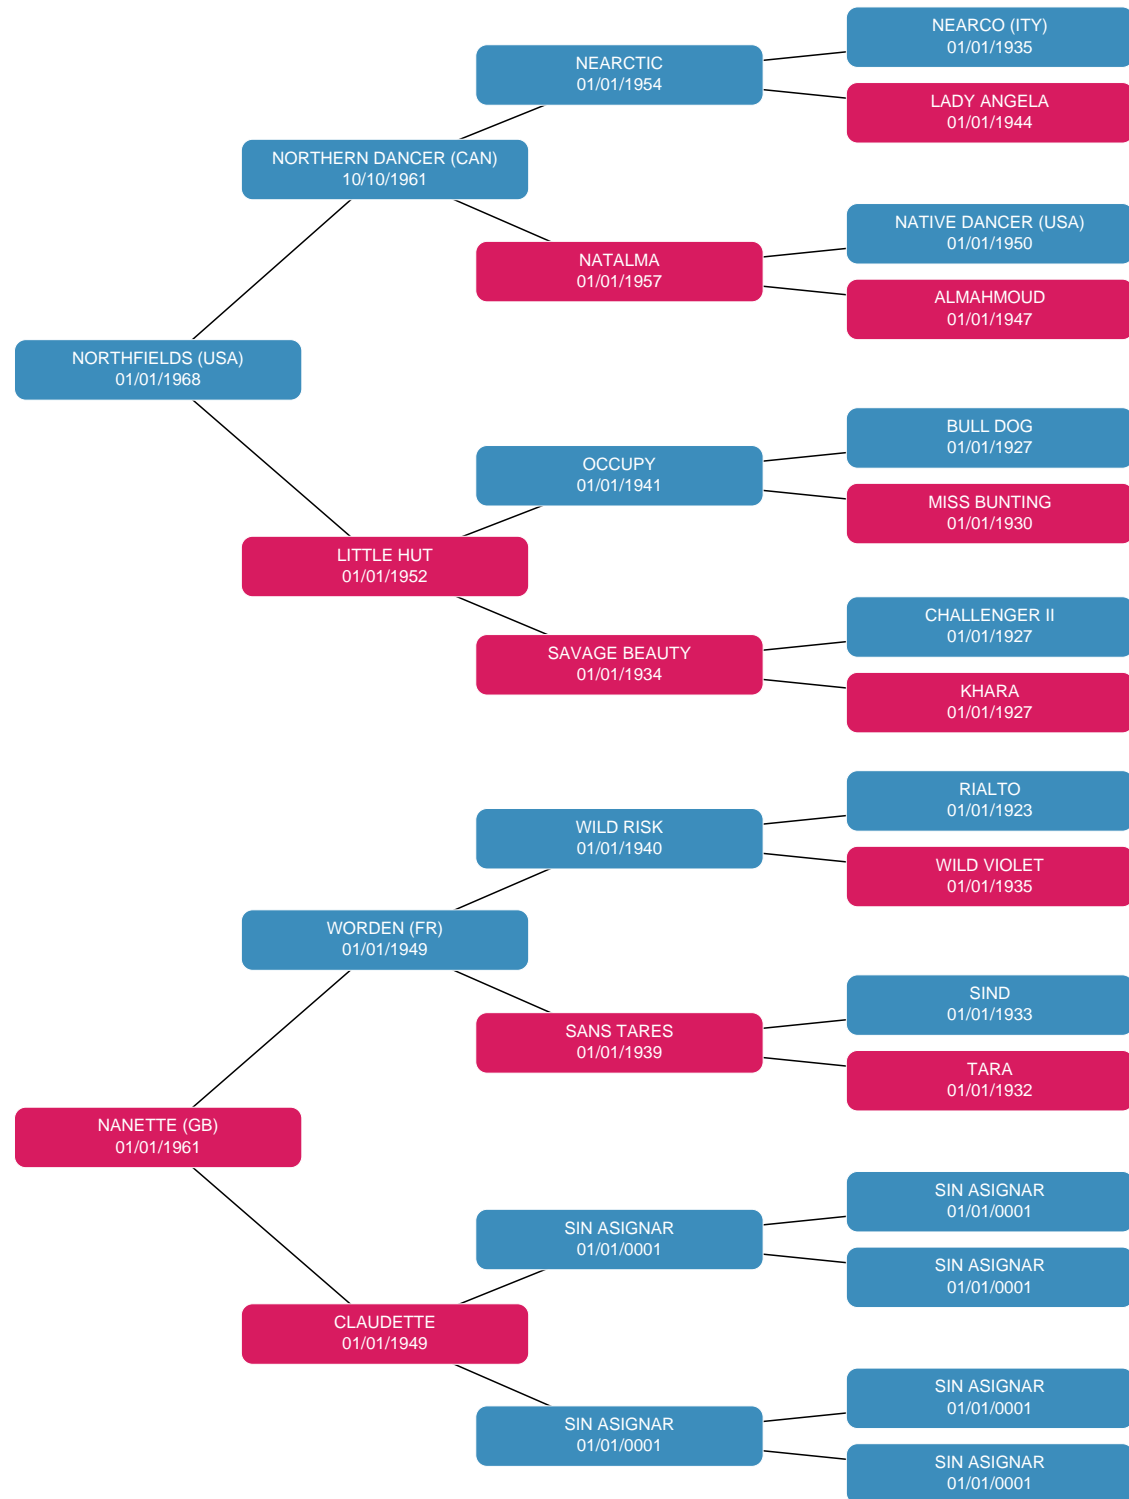 NEARCO (ITY)
01/01/1935
NEARCTIC
01/01/1954
LADY ANGELA
01/01/1944
NORTHERN DANCER (CAN)
10/10/1961
NATIVE DANCER (USA)
01/01/1950
NATALMA
01/01/1957
ALMAHMOUD
01/01/1947
NORTHFIELDS (USA)
01/01/1968
BULL DOG
01/01/1927
OCCUPY
01/01/1941
MISS BUNTING
01/01/1930
LITTLE HUT
01/01/1952
CHALLENGER II
01/01/1927
SAVAGE BEAUTY
01/01/1934
KHARA
01/01/1927
RIALTO
01/01/1923
WILD RISK
01/01/1940
WILD VIOLET
01/01/1935
WORDEN (FR)
01/01/1949
SIND
01/01/1933
SANS TARES
01/01/1939
TARA
01/01/1932
NANETTE (GB)
01/01/1961
SIN ASIGNAR
01/01/0001
SIN ASIGNAR
01/01/0001
SIN ASIGNAR
01/01/0001
CLAUDETTE
01/01/1949
SIN ASIGNAR
01/01/0001
SIN ASIGNAR
01/01/0001
SIN ASIGNAR
01/01/0001